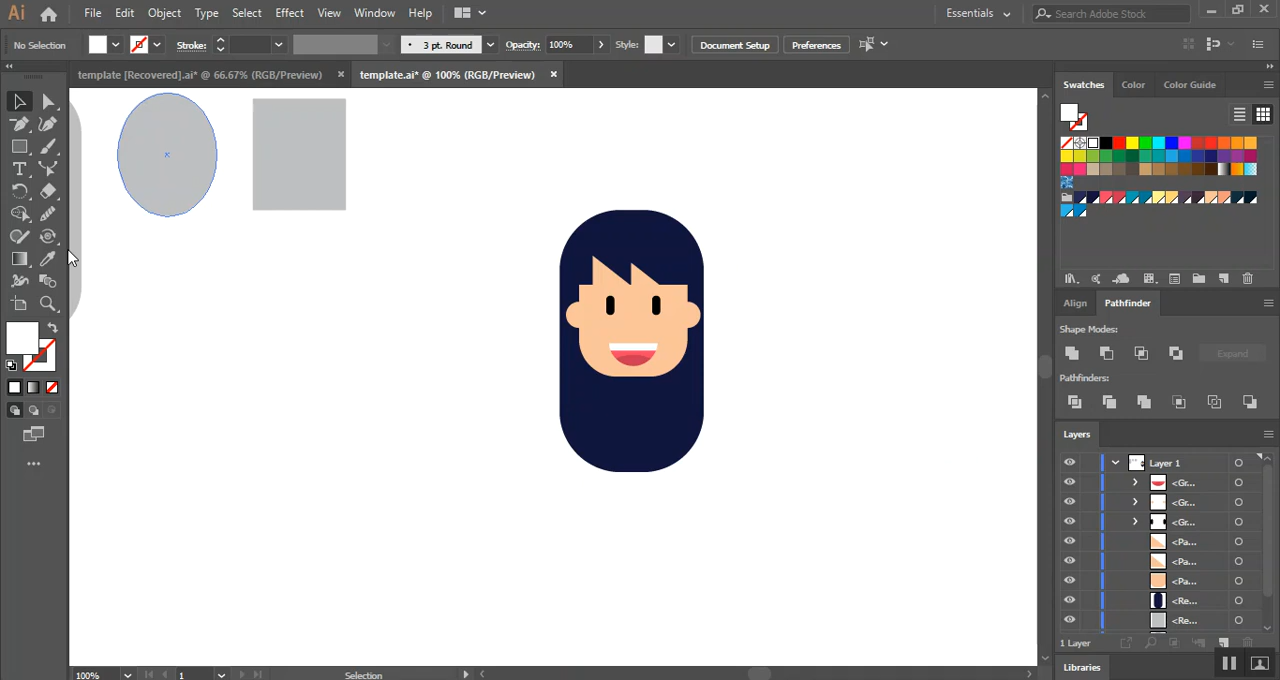 Ai File Edit Object Type Select Effect View Window Help Essentials Search Adobe Stock
No Selection Stroke: 3 pt. Round Opacity: 100% Style: Document Setup Preferences
template [Recovered].ai* @ 66.67% (RGB/Preview) template.ai* @ 100% (RGB/Preview)
Swatches Color Color Guide
Align Pathfinder
Shape Modes:
Expand
Pathfinders:
Layers
Layer 1
<Gr...
<Gr...
<Gr...
<Pa...
<Pa...
<Pa...
<Re...
<Re...
1 Layer
Libraries
100% 1 Selection